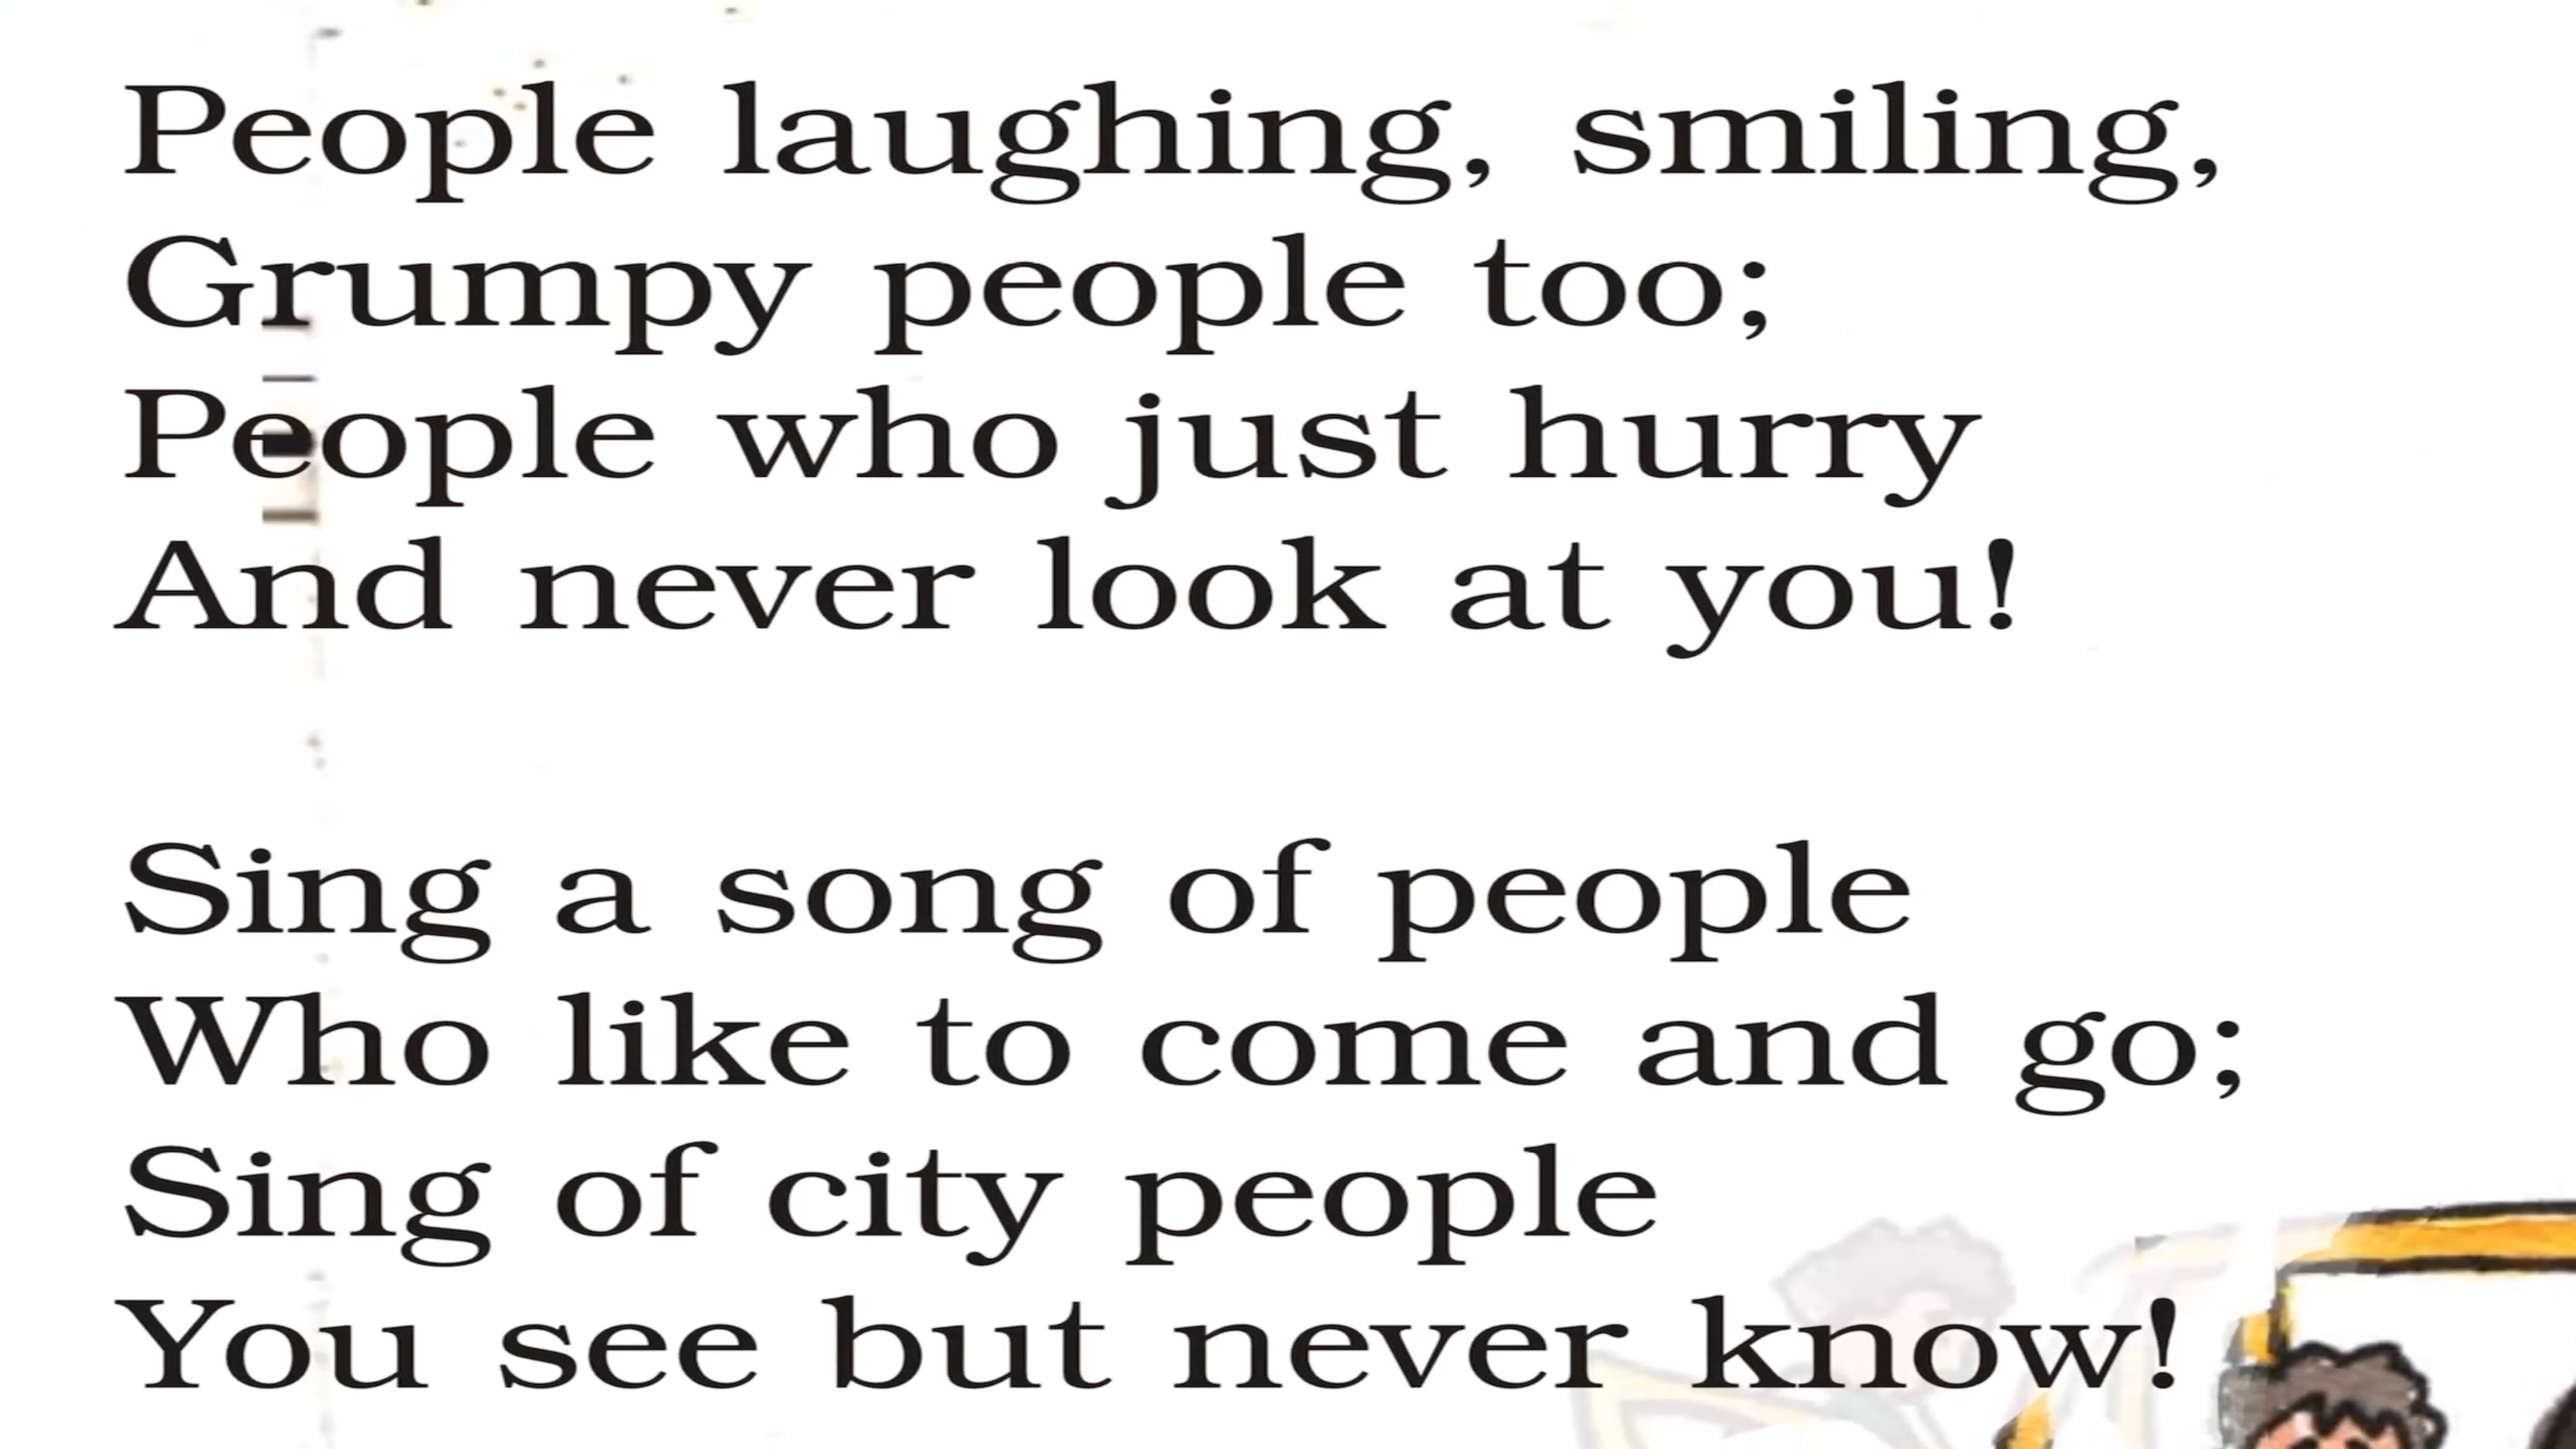 People laughing, smiling,
Grumpy people too;
People who just hurry
And never look at you!
Sing a song of people
Who like to come and go;
Sing of city people
You see but never know!